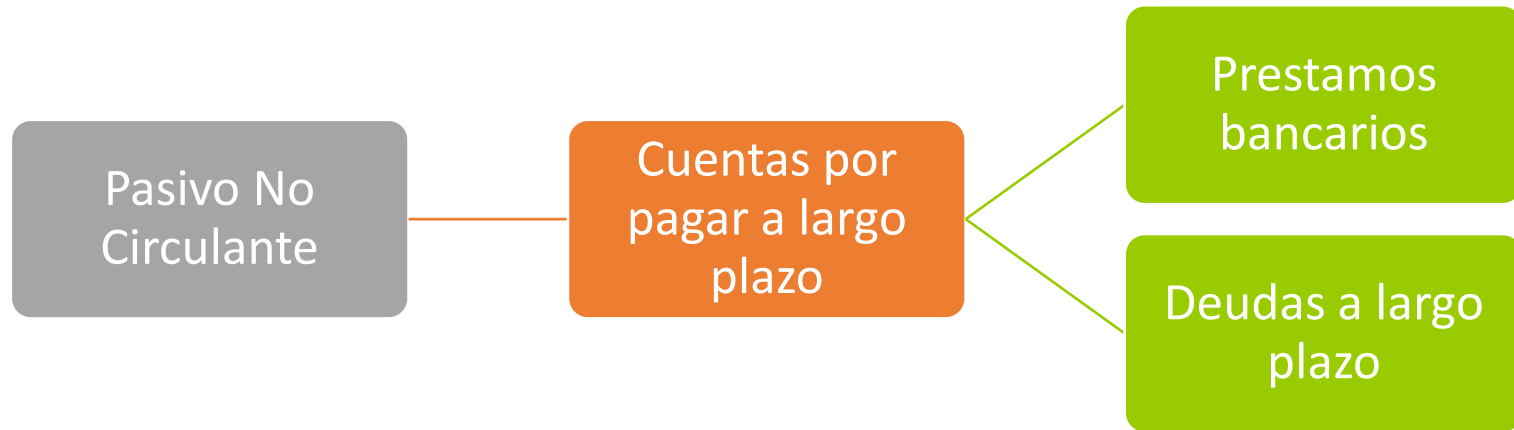 Pasivo No
Circulante
Cuentas por
pagar a largo
plazo
Prestamos
bancarios
Deudas a largo
plazo